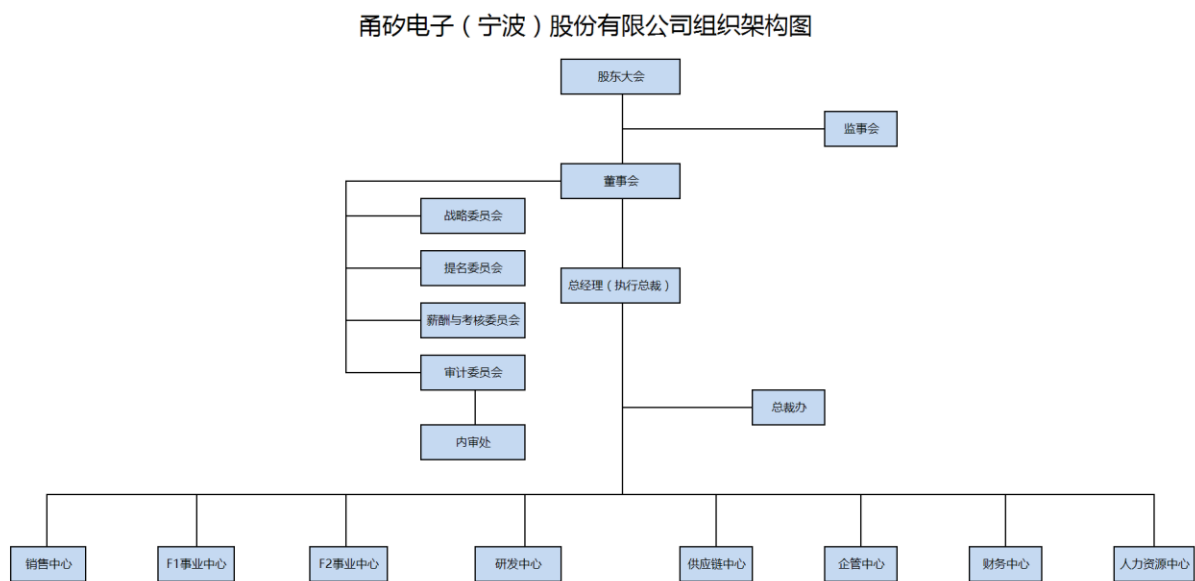 甬矽电子（宁波）股份有限公司组织架构图
股东大会
监事会
董事会
战略委员会
提名委员会
总经理（执行总裁）
薪酬与考核委员会
审计委员会
总裁办
内审处
销售中心
F1事业中心
F2事业中心
研发中心
供应链中心
企管中心
财务中心
人力资源中心